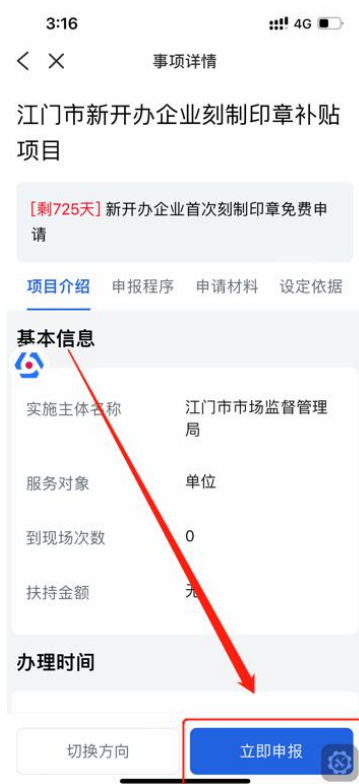 3:16
4G
事项详情
江门市新开办企业刻制印章补贴
项目
[剩725天] 新开办企业首次刻制印章免费申
请
项目介绍 申报程序 申请材料 设定依据
基本信息
实施主体名称 江门市市场监督管理
局
服务对象 单位
到现场次数 0
扶持金额 无
办理时间
切换方向 立即申报